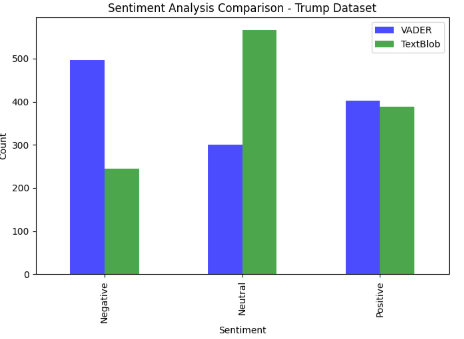 Sentiment Analysis Comparison - Trump Dataset
VADER
TextBlob
500
400
300
200
100
0
Count
Negative
Neutral
Positive
Sentiment